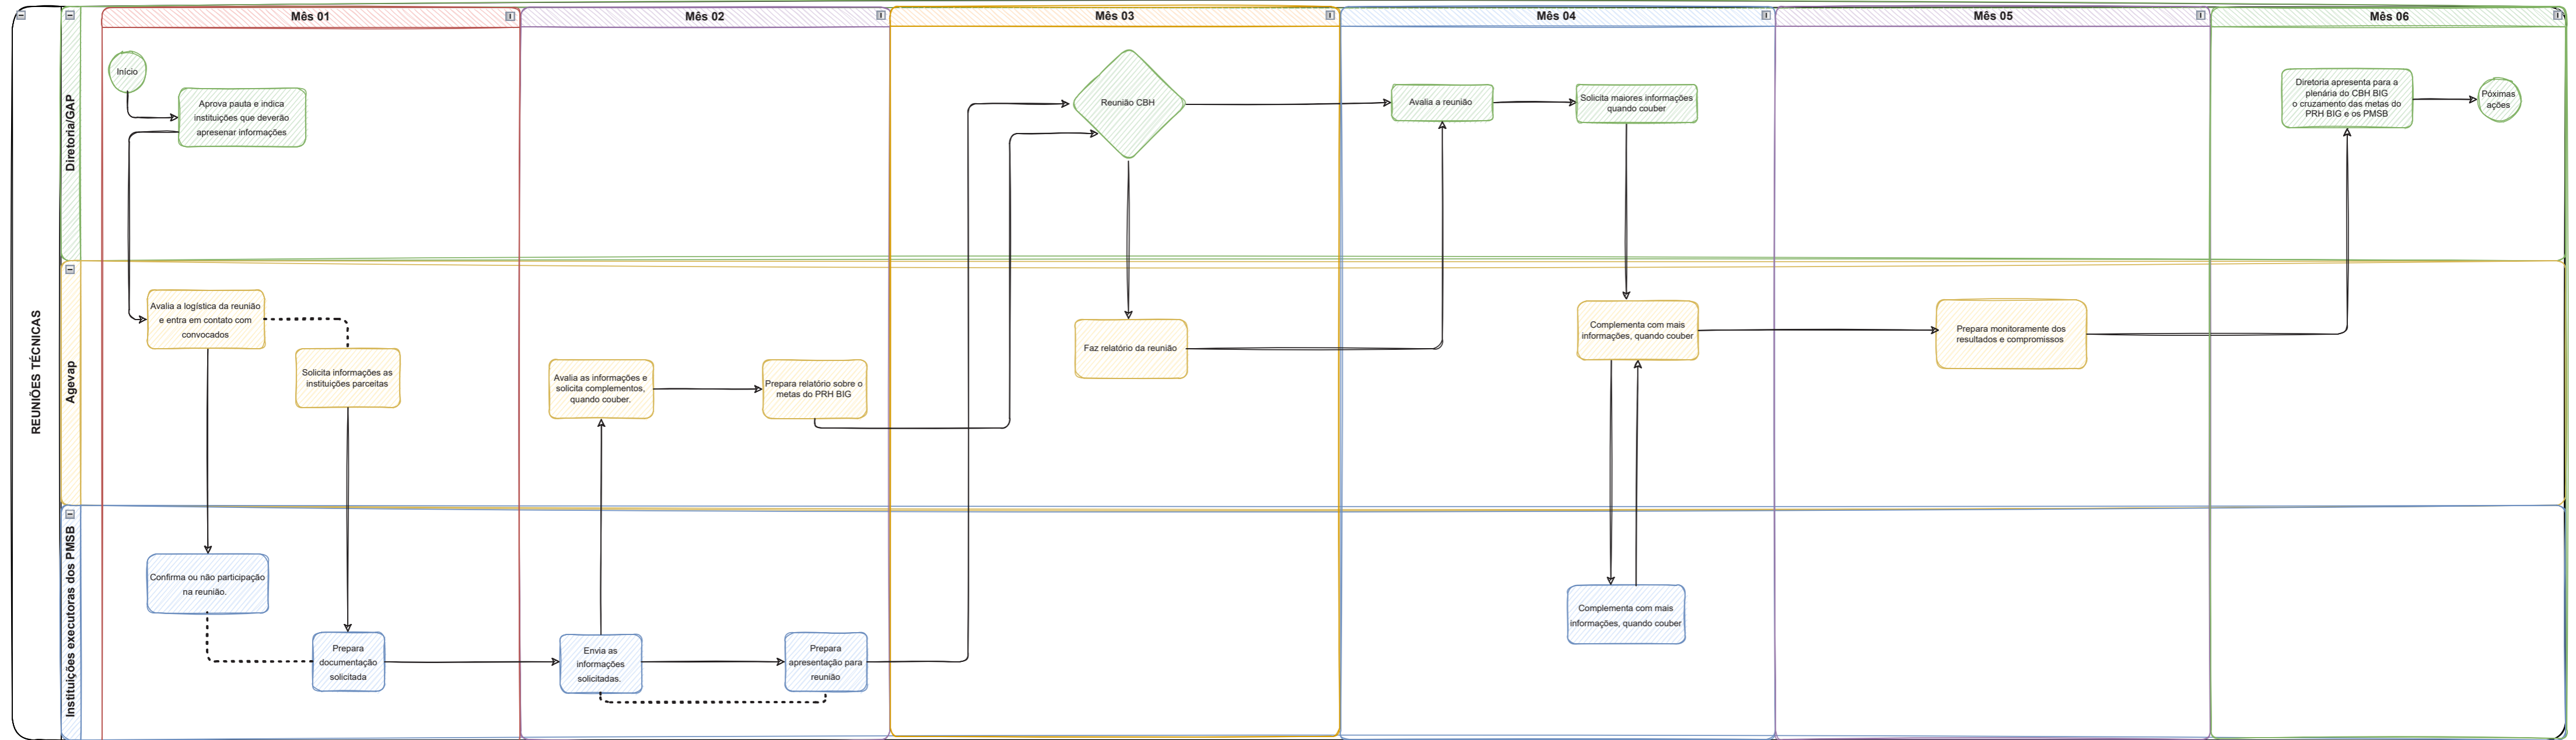 REUNIÕES TÉCNICAS
Mês 01
Mês 02
Mês 03
Mês 04
Mês 05
Mês 06
Diretoria/GAP
Início
Aprova pauta e indica
instituições que deverão
apresenar informações
Reunião CBH
Avalia a reunião
Solicita maiores informações
quando couber
Diretoria apresenta para a
plenária do CBH BIG
o cruzamento das metas do
PRH BIG e os PMSB
Póximas
ações
Agevap
Avalia a logística da reunião
e entra em contato com
convocados
Solicita informações as
instituições parceitas
Avalia as informações e
solicita complementos,
quando couber.
Prepara relatório sobre o
metas do PRH BIG
Faz relatório da reunião
Complementa com mais
informações, quando couber
Prepara monitoramente dos
resultados e compromissos
Instituições executoras dos PMSB
Confirma ou não participação
na reunião.
Prepara
documentação
solicitada
Envia as
informações
solicitadas.
Prepara
apresentação para
reunião
Complementa com mais
informações, quando couber